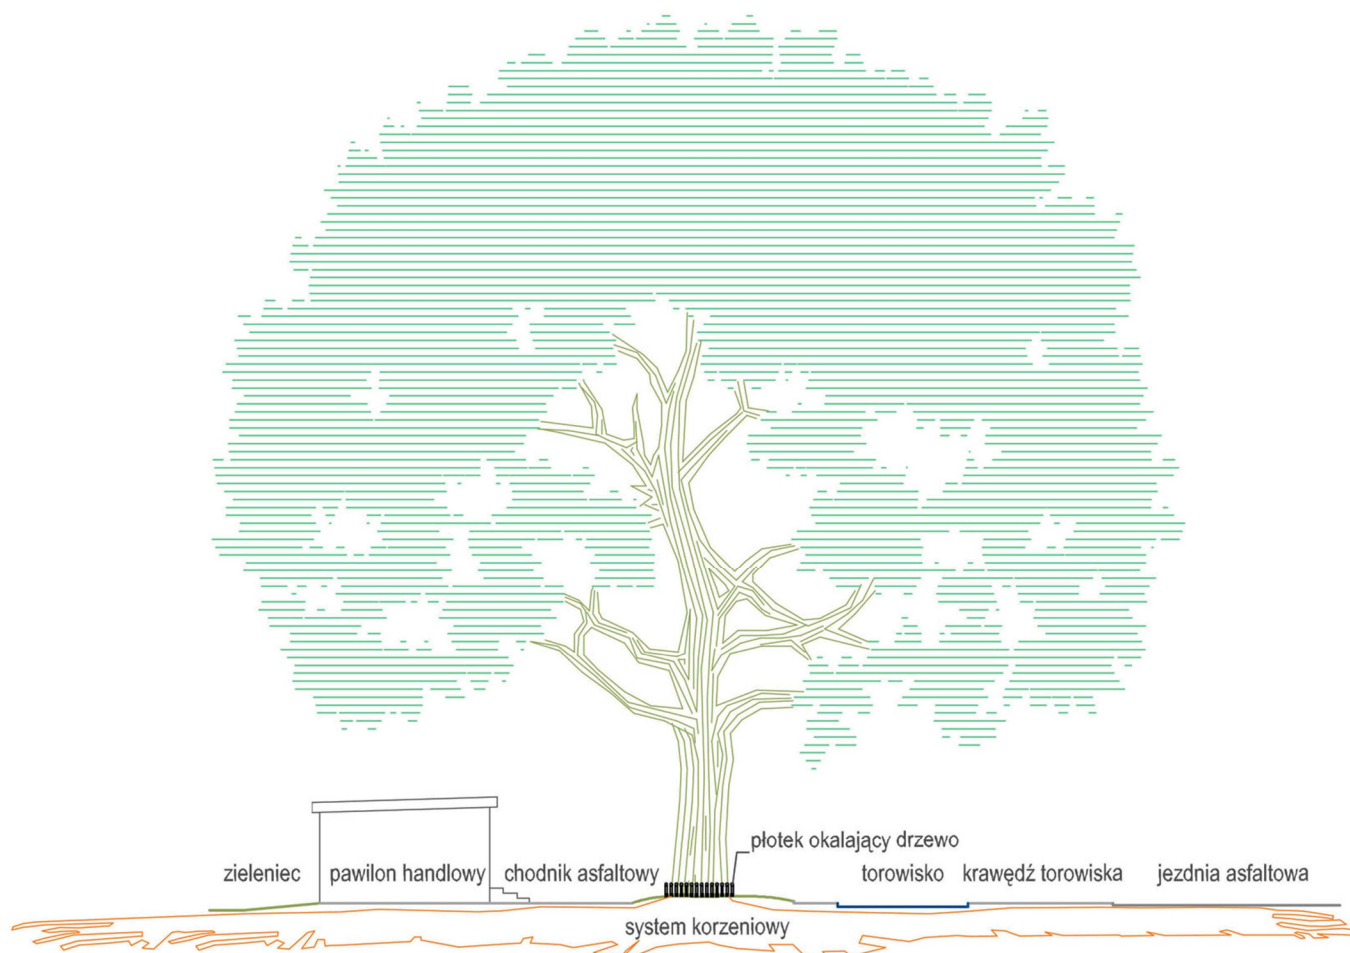 płotek okalający drzewo
zieleniec
pawilon handlowy
chodnik asfaltowy
torowisko
krawędź torowiska
jezdnia asfaltowa
system korzeniowy